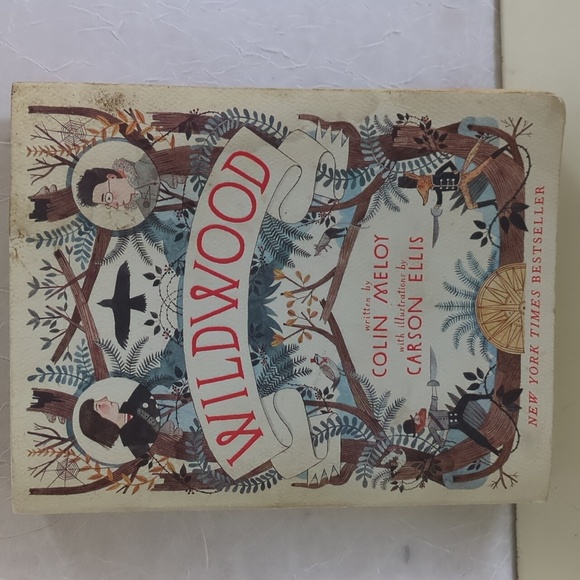 WILDWOOD
written by
COLIN MELOY
with illustrations by
CARSON ELLIS
NEW YORK TIMES BESTSELLER